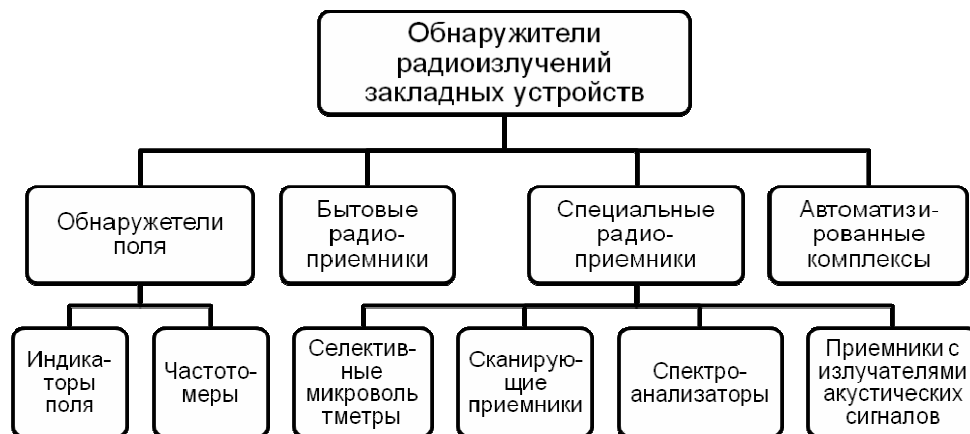 Обнаружители
радиоизлучений
закладных устройств
Обнаружетели
поля
Бытовые
радио-
приемники
Специальные
радио-
приемники
Автоматизи-
рованные
комплексы
Индика-
торы
поля
Частото-
меры
Селектив-
ные
микроволь
тметры
Сканирую-
щие
приемники
Спектро-
анализаторы
Приемники с
излучателями
акустических
сигналов